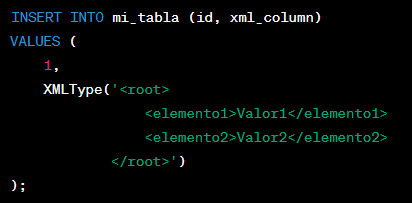 INSERT INTO mi_tabla (id, xml_column)
VALUES (
    1,
    XMLType('<root>
                <elemento1>Valor1</elemento1>
                <elemento2>Valor2</elemento2>
            </root>')
);